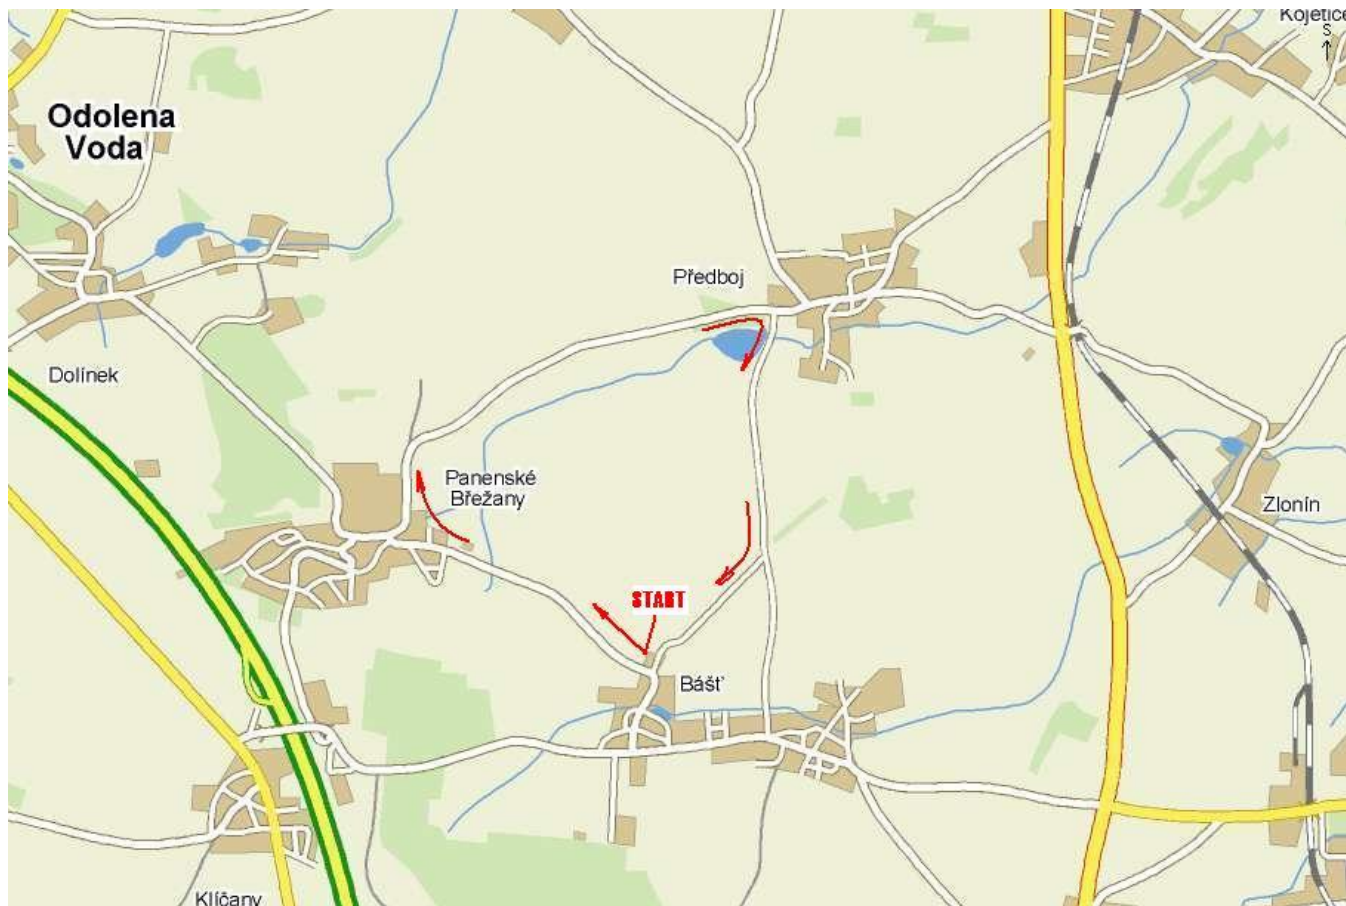 Kojetice
S
Odolena
Voda
Předboj
Dolínek
Panenské
Břežany
Zlonín
START
Bášť
Klíčany